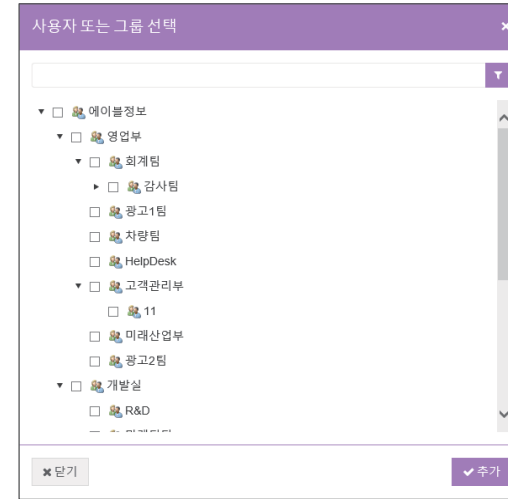 사용자 또는 그룹 선택
에이블정보
영업부
회계팀
감사팀
광고1팀
차량팀
HelpDesk
고객관리부
11
미래산업부
광고2팀
개발실
R&D
닫기
추가